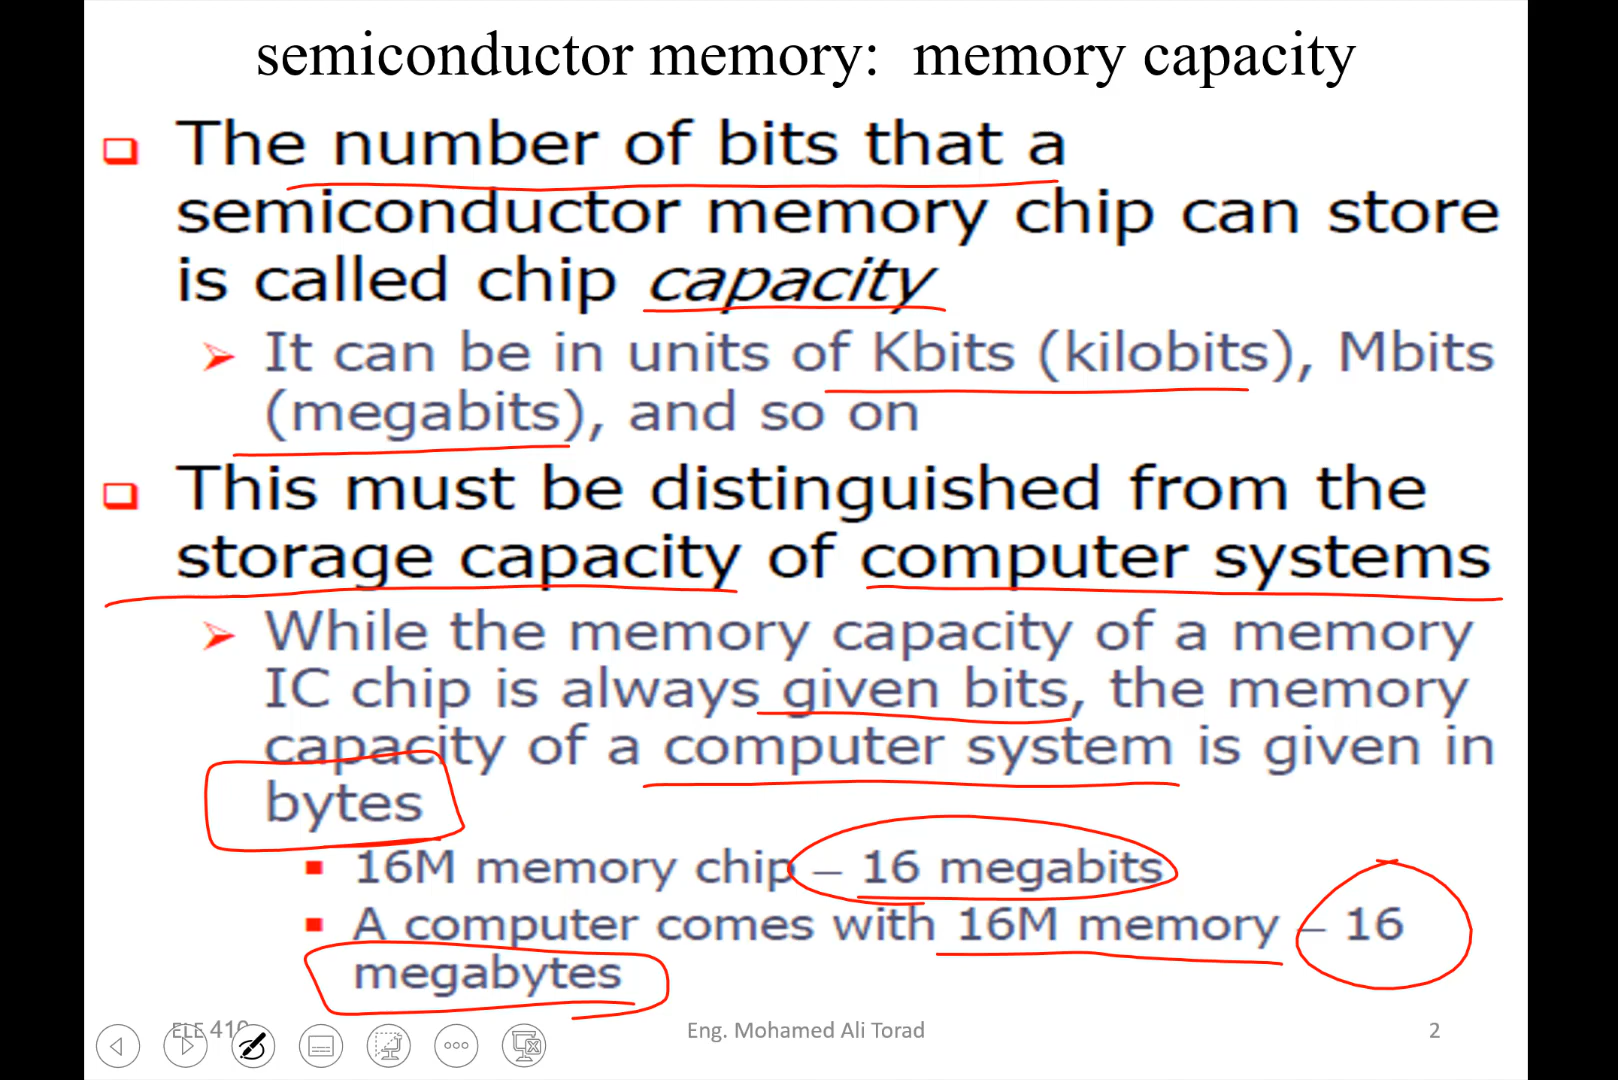 semiconductor memory:  memory capacity
The number of bits that a
semiconductor memory chip can store
is called chip capacity
It can be in units of Kbits (kilobits), Mbits
(megabits), and so on
This must be distinguished from the
storage capacity of computer systems
While the memory capacity of a memory
IC chip is always given bits, the memory
capacity of a computer system is given in
bytes
16M memory chip – 16 megabits
A computer comes with 16M memory – 16
megabytes
ELE 410 Eng. Mohamed Ali Torad 2